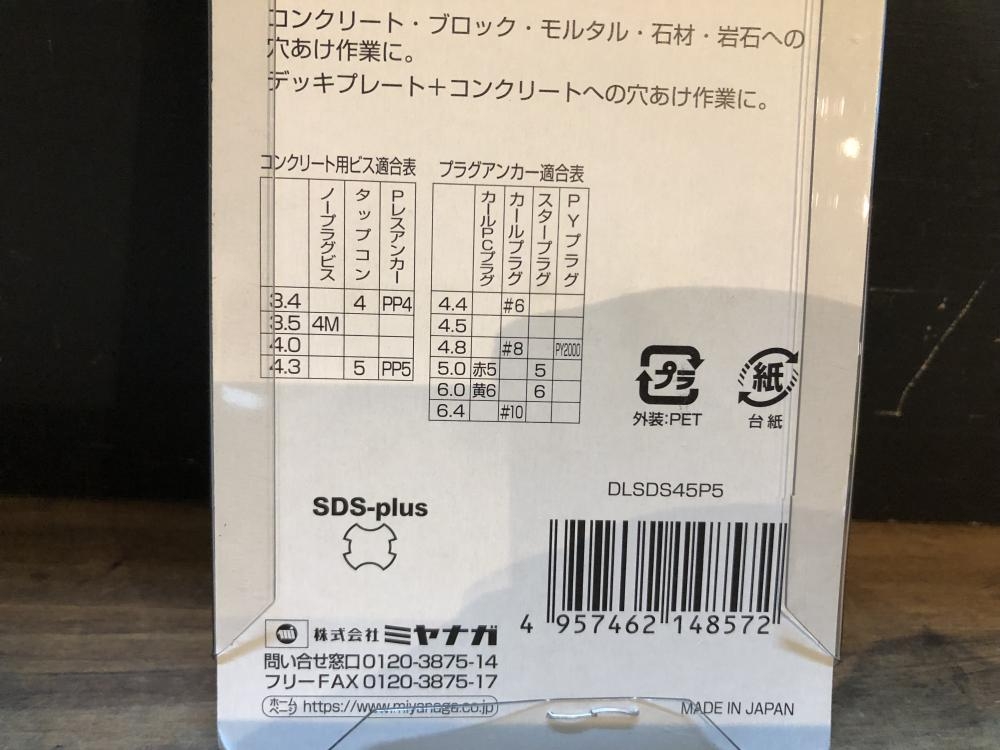 コンクリート・ブロック・モルタル・石材・岩石への
穴あけ作業に。
デッキプレート+コンクリートへの穴あけ作業に。
コンクリート用ビス適合表
ノープラグビス タップコン Pレスアンカー
3.4 4 PP4
3.5 4M
4.0
4.3 5 PP5
プラグアンカー適合表
カールPCプラグ カールプラグ スタープラグ PYプラグ
4.4 #6
4.5
4.8 #8 PY2000
5.0 赤5 5
6.0 黄6 6
6.4 #10
プラ
外装:PET
紙
台紙
DLSDS45P5
SDS-plus
4 957462 148572
株式会社 ミヤナガ
問い合せ窓口0120-3875-14
フリーFAX 0120-3875-17
ホームページ https://www.miyanaga.co.jp
MADE IN JAPAN